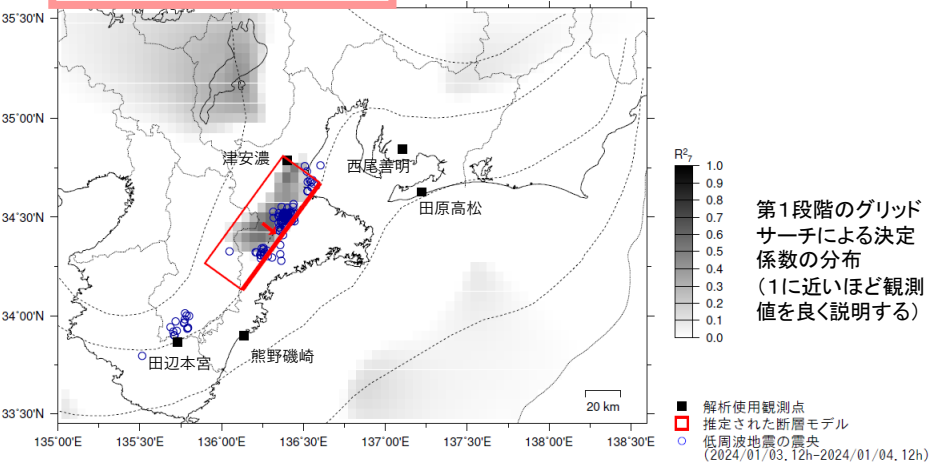 35°30'N
35°00'N
34°30'N
34°00'N
33°30'N
135°00'E
135°30'E
136°00'E
136°30'E
137°00'E
137°30'E
138°00'E
138°30'E
津安濃
西尾善明
田原高松
田辺本宮
熊野磯崎
20 km
R²₇
1.0
0.9
0.8
0.7
0.6
0.5
0.4
0.3
0.2
0.1
0.0
第１段階のグリッド
サーチによる決定
係数の分布
（１に近いほど観測
値を良く説明する）
解析使用観測点
推定された断層モデル
低周波地震の震央
(2024/01/03.12h-2024/01/04.12h)